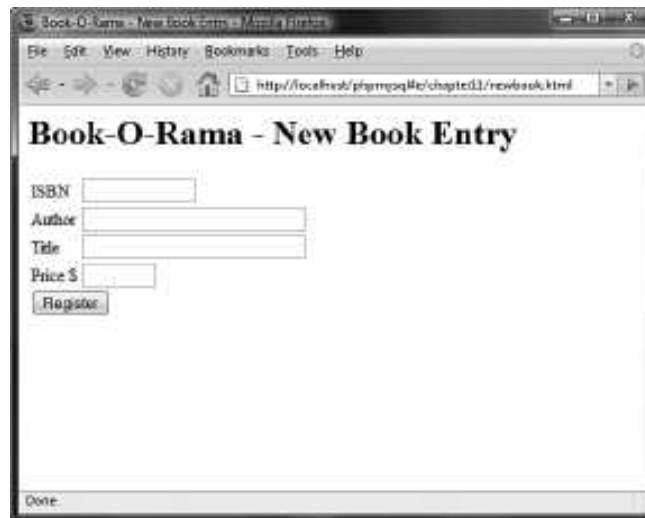 Book-O-Rama - New Book Entry - Mozilla Firefox
File Edit View History Bookmarks Tools Help
http://localhost/phpmysql4e/chapter11/newbook.html
Book-O-Rama - New Book Entry
ISBN
Author
Title
Price $
Register
Done